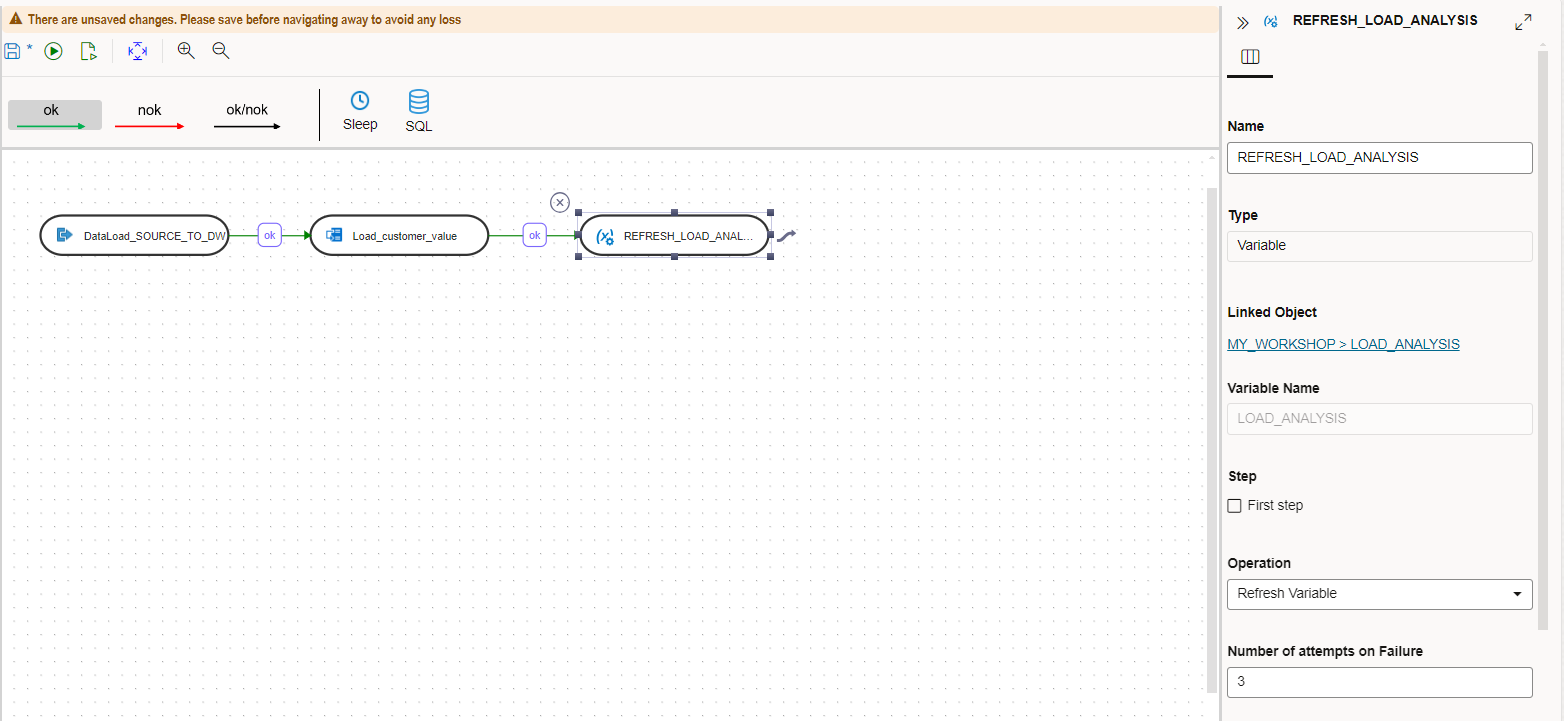 There are unsaved changes. Please save before navigating away to avoid any loss
*
ok
nok
ok/nok
Sleep
SQL
DataLoad_SOURCE_TO_DW
ok
Load_customer_value
ok
REFRESH_LOAD_ANAL...
REFRESH_LOAD_ANALYSIS
Name
REFRESH_LOAD_ANALYSIS
Type
Variable
Linked Object
MY_WORKSHOP > LOAD_ANALYSIS
Variable Name
LOAD_ANALYSIS
Step
First step
Operation
Refresh Variable
Number of attempts on Failure
3